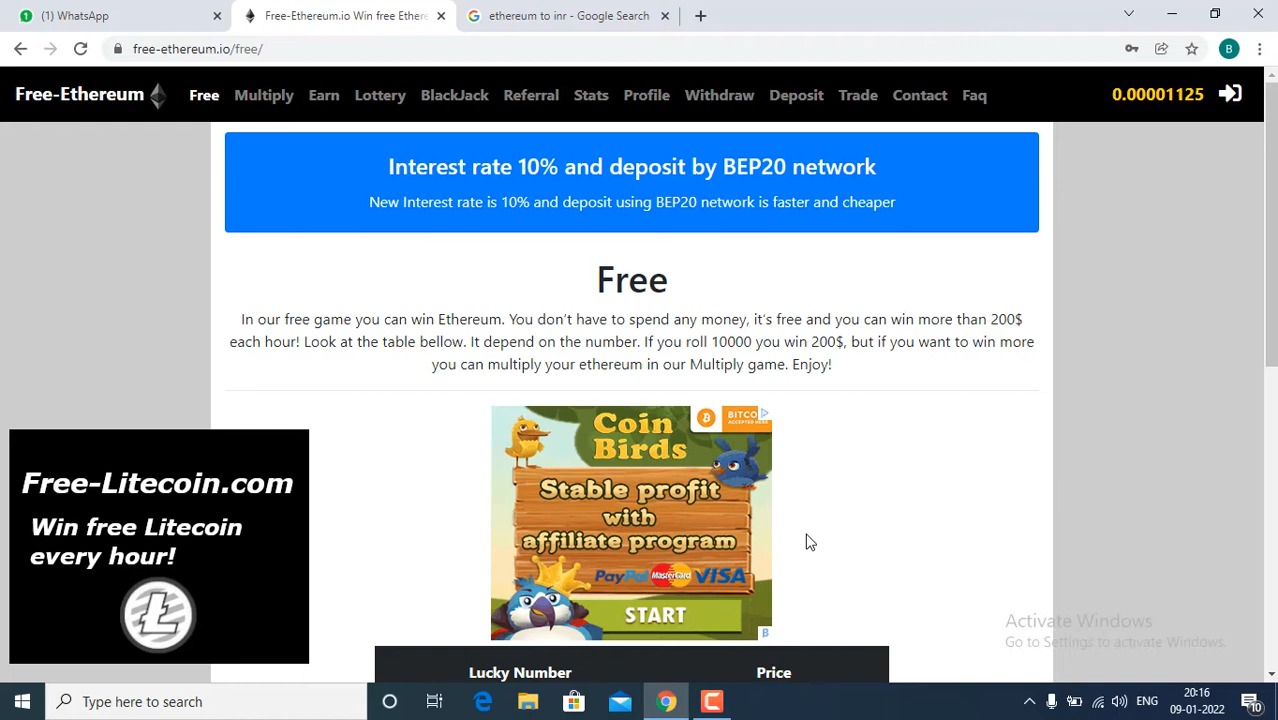 (1) WhatsApp
Free-Ethereum.io Win free Ethere
ethereum to inr - Google Search
free-ethereum.io/free/
B
Free-Ethereum Free Multiply Earn Lottery BlackJack Referral Stats Profile Withdraw Deposit Trade Contact Faq 0.00001125
Interest rate 10% and deposit by BEP20 network
New Interest rate is 10% and deposit using BEP20 network is faster and cheaper
Free
In our free game you can win Ethereum. You don't have to spend any money, it's free and you can win more than 200$
each hour! Look at the table bellow. It depend on the number. If you roll 10000 you win 200$, but if you want to win more
you can multiply your ethereum in our Multiply game. Enjoy!
Coin
Birds
BITCO
ACCEPTED HERE
Stable profit
with
affiliate program
PayPal MasterCard VISA
START
B
Free-Litecoin.com
Win free Litecoin
every hour!
Lucky Number Price
Activate Windows
Go to Settings to activate Windows.
Type here to search
ENG
20:16
09-01-2022
10